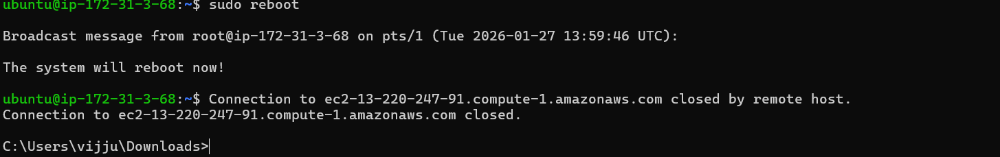 ubuntu@ip-172-31-3-68:~$ sudo reboot
Broadcast message from root@ip-172-31-3-68 on pts/1 (Tue 2026-01-27 13:59:46 UTC):
The system will reboot now!
ubuntu@ip-172-31-3-68:~$ Connection to ec2-13-220-247-91.compute-1.amazonaws.com closed by remote host.
Connection to ec2-13-220-247-91.compute-1.amazonaws.com closed.
C:\Users\vijju\Downloads>